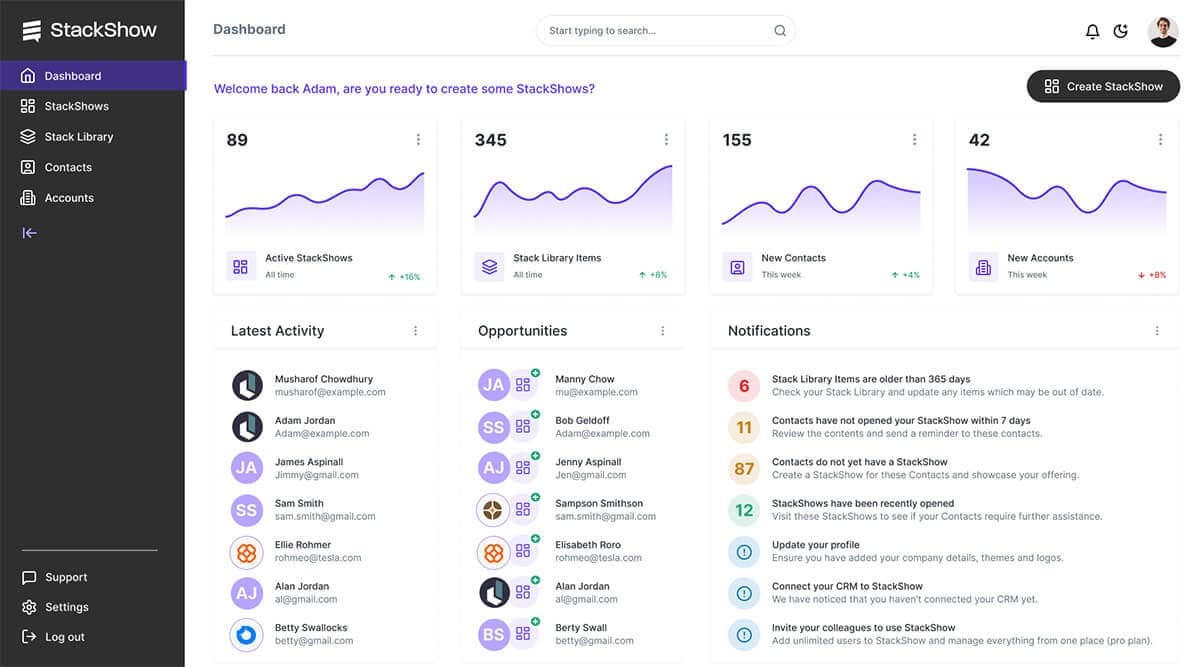 StackShow
Dashboard
StackShows
Stack Library
Contacts
Accounts
Support
Settings
Log out
Dashboard
Start typing to search...
Welcome back Adam, are you ready to create some StackShows?
Create StackShow
89
Active StackShows
All time
+16%
345
Stack Library Items
All time
+6%
155
New Contacts
This week
+4%
42
New Accounts
This week
+8%
Latest Activity
Musharof Chowdhury
musharof@example.com
Adam Jordan
Adam@example.com
JA
James Aspinall
Jimmy@gmail.com
SS
Sam Smith
sam.smith@gmail.com
Ellie Rohmer
rohmeo@tesla.com
AJ
Alan Jordan
al@gmail.com
Betty Swallocks
betty@gmail.com
Opportunities
JA
Manny Chow
mu@example.com
SS
Bob Geldoff
Adam@example.com
AJ
Jenny Aspinall
Jen@gmail.com
Sampson Smithson
sam.smith@gmail.com
Elisabeth Roro
rohmeo@tesla.com
Alan Jordan
al@gmail.com
BS
Berty Swall
betty@gmail.com
Notifications
6
Stack Library Items are older than 365 days
Check your Stack Library and update any items which may be out of date.
11
Contacts have not opened your StackShow within 7 days
Review the contents and send a reminder to these contacts.
87
Contacts do not yet have a StackShow
Create a StackShow for these Contacts and showcase your offering.
12
StackShows have been recently opened
Visit these StackShows to see if your Contacts require further assistance.
Update your profile
Ensure you have added your company details, themes and logos.
Connect your CRM to StackShow
We have noticed that you haven't connected your CRM yet.
Invite your colleagues to use StackShow
Add unlimited users to StackShow and manage everything from one place (pro plan).